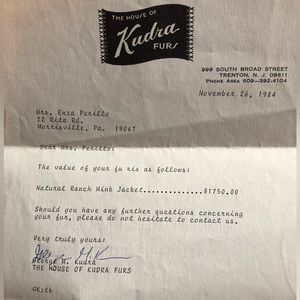 THE HOUSE OF
Kudra
FURS
999 SOUTH BROAD STREET
TRENTON, N. J. 08611
PHONE AREA 609-392-4104
November 26, 1984
Mrs. Enza Perillo
12 Rita Rd.
Morrisville, Pa. 19067
Dear Mrs. Perillo:
The value of your fu ris as follows:
Natural Ranch Mink Jacket..............$1750.00
Should you have any further questions concerning
your fur, please do not hesitate to contact us.
Very truly yours:
George M. Kudra
THE HOUSE OF KUDRA FURS
GK;lb